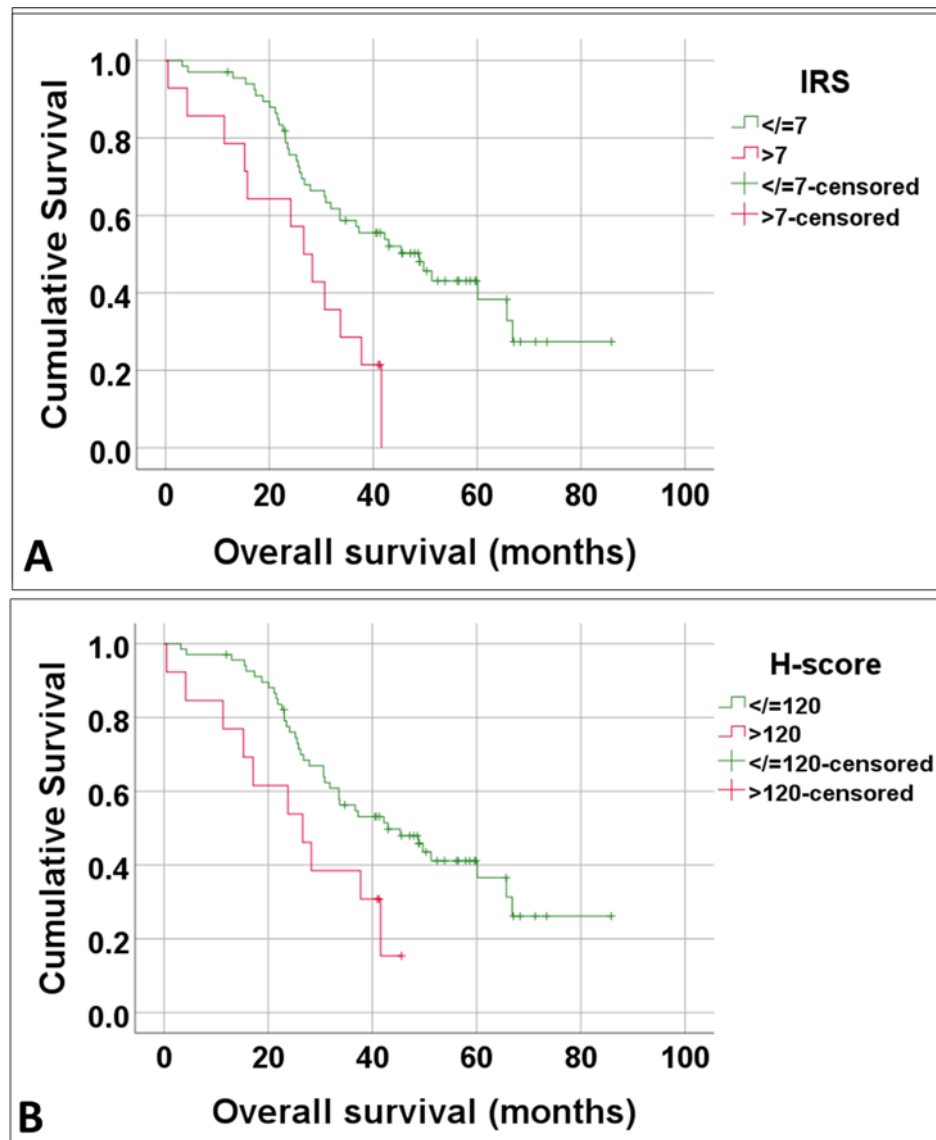 IRS
</=7
>7
</=7-censored
>7-censored
Cumulative Survival
1.0
0.8
0.6
0.4
0.2
0.0
0 20 40 60 80 100
Overall survival (months)
A
H-score
</=120
>120
</=120-censored
>120-censored
Cumulative Survival
1.0
0.8
0.6
0.4
0.2
0.0
0 20 40 60 80 100
Overall survival (months)
B